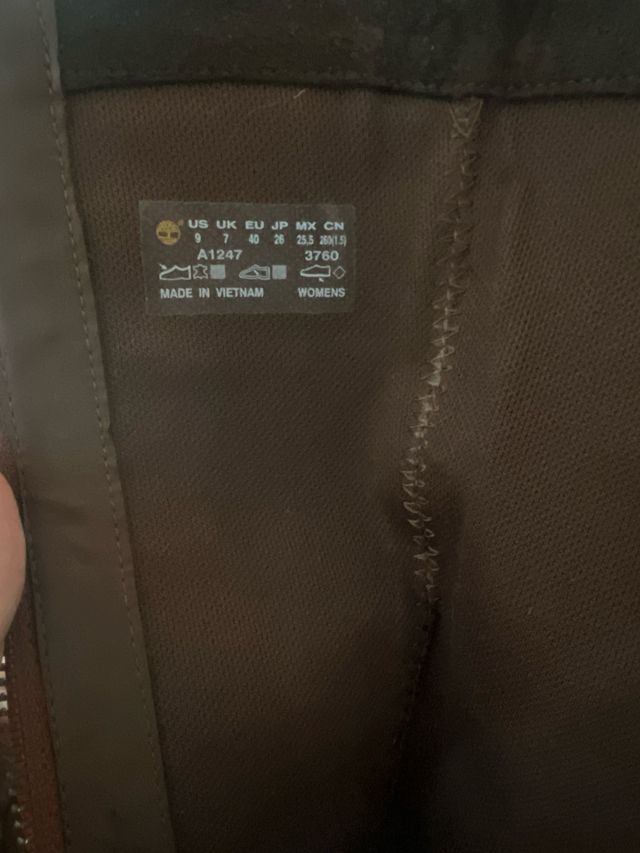 US UK EU JP MX CN
9 7 40 26 25,5 260(1.5)
A1247 3760
MADE IN VIETNAM WOMENS